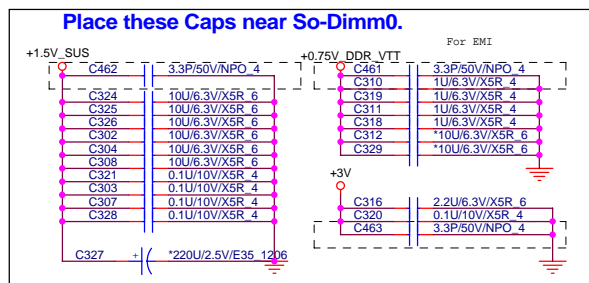 Place these Caps near So-Dimm0.
For EMI
+1.5V_SUS
C462 3.3P/50V/NPO_4
C324 10U/6.3V/X5R_6
C325 10U/6.3V/X5R_6
C326 10U/6.3V/X5R_6
C302 10U/6.3V/X5R_6
C304 10U/6.3V/X5R_6
C308 10U/6.3V/X5R_6
C321 0.1U/10V/X5R_4
C303 0.1U/10V/X5R_4
C307 0.1U/10V/X5R_4
C328 0.1U/10V/X5R_4
C327 + *220U/2.5V/E35_1206
+0.75V_DDR_VTT
C461 3.3P/50V/NPO_4
C310 1U/6.3V/X5R_4
C319 1U/6.3V/X5R_4
C311 1U/6.3V/X5R_4
C318 1U/6.3V/X5R_4
C312 *10U/6.3V/X5R_6
C329 *10U/6.3V/X5R_6
+3V
C316 2.2U/6.3V/X5R_6
C320 0.1U/10V/X5R_4
C463 3.3P/50V/NPO_4